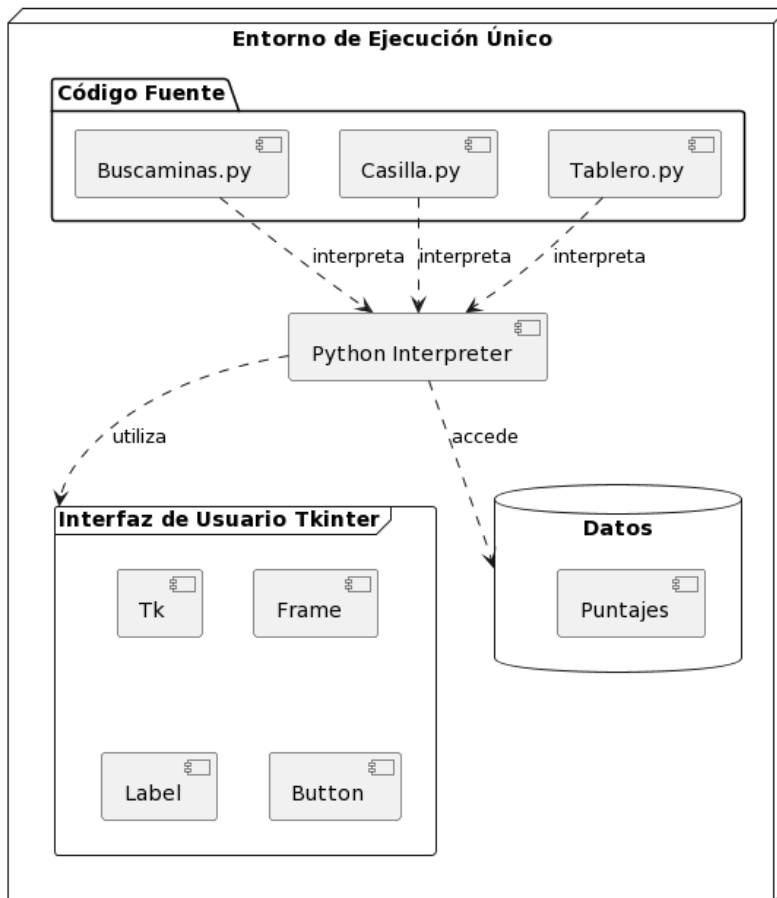 Entorno de Ejecución Único
Código Fuente
Buscaminas.py
Casilla.py
Tablero.py
interpreta
interpreta
interpreta
Python Interpreter
utiliza
accede
Interfaz de Usuario Tkinter
Datos
Tk
Frame
Puntajes
Label
Button